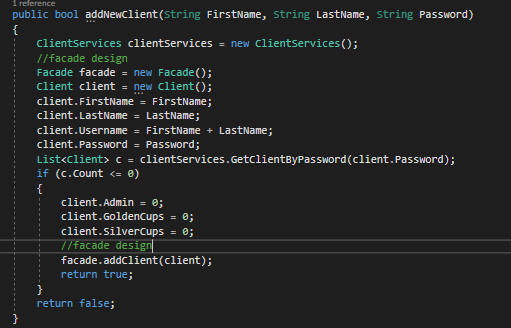 1 reference
public bool addNewClient(String FirstName, String LastName, String Password)
{
ClientServices clientServices = new ClientServices();
//facade design
Facade facade = new Facade();
Client client = new Client();
client.FirstName = FirstName;
client.LastName = LastName;
client.Username = FirstName + LastName;
client.Password = Password;
List<Client> c = clientServices.GetClientByPassword(client.Password);
if (c.Count <= 0)
{
client.Admin = 0;
client.GoldenCups = 0;
client.SilverCups = 0;
//facade design
facade.addClient(client);
return true;
}
return false;
}